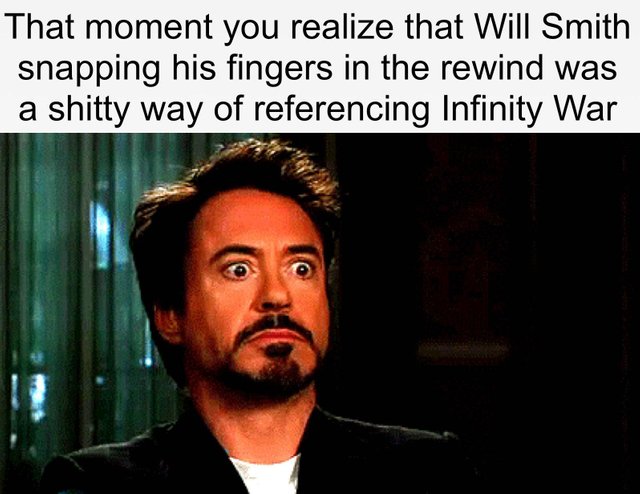 That moment you realize that Will Smith
snapping his fingers in the rewind was
a shitty way of referencing Infinity War